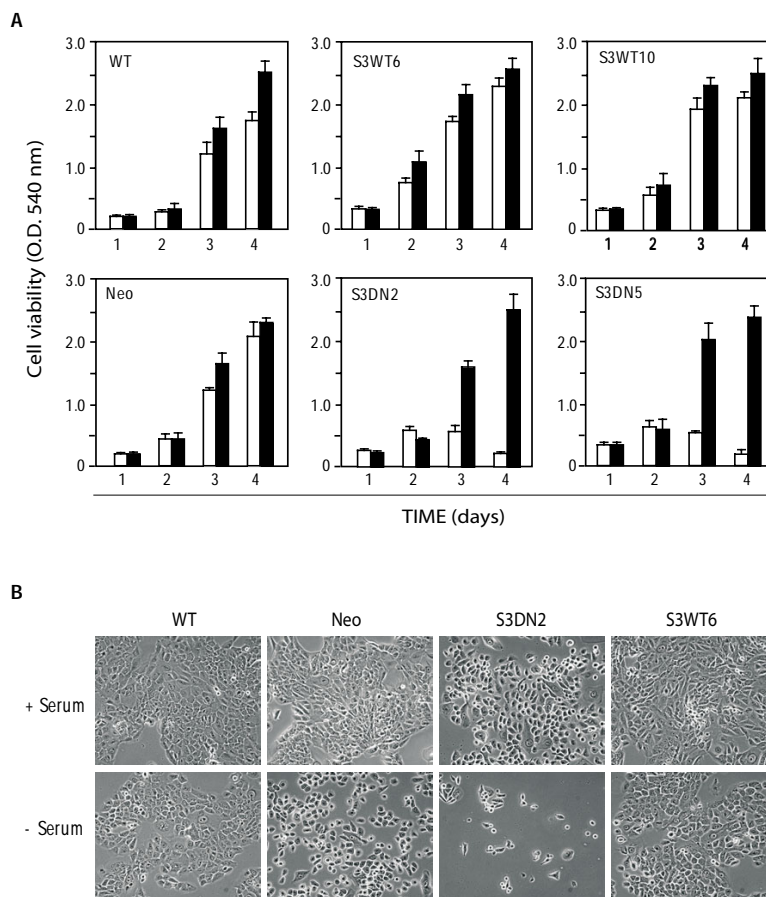 A
WT
S3WT6
S3WT10
3.0
2.0
1.0
0
1 2 3 4
3.0
2.0
1.0
0
1 2 3 4
3.0
2.0
1.0
0
1 2 3 4
Cell viability (O.D. 540 nm)
Neo
S3DN2
S3DN5
3.0
2.0
1.0
0
1 2 3 4
3.0
2.0
1.0
0
1 2 3 4
3.0
2.0
1.0
0
1 2 3 4
TIME (days)
B
WT Neo S3DN2 S3WT6
+ Serum
- Serum